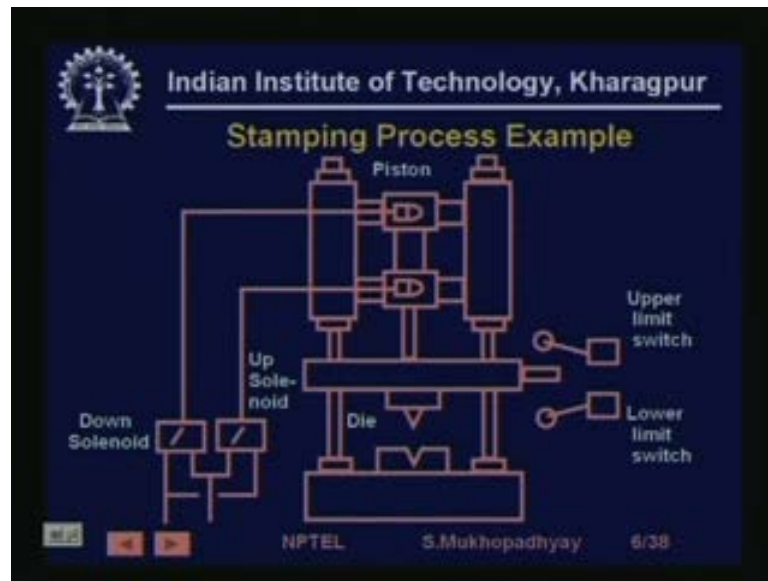 Indian Institute of Technology, Kharagpur
Stamping Process Example
Piston
Upper
limit
switch
Up
Sole-
noid
Down
Solenoid
Die
Lower
limit
switch
NPTEL S.Mukhopadhyay 6/38